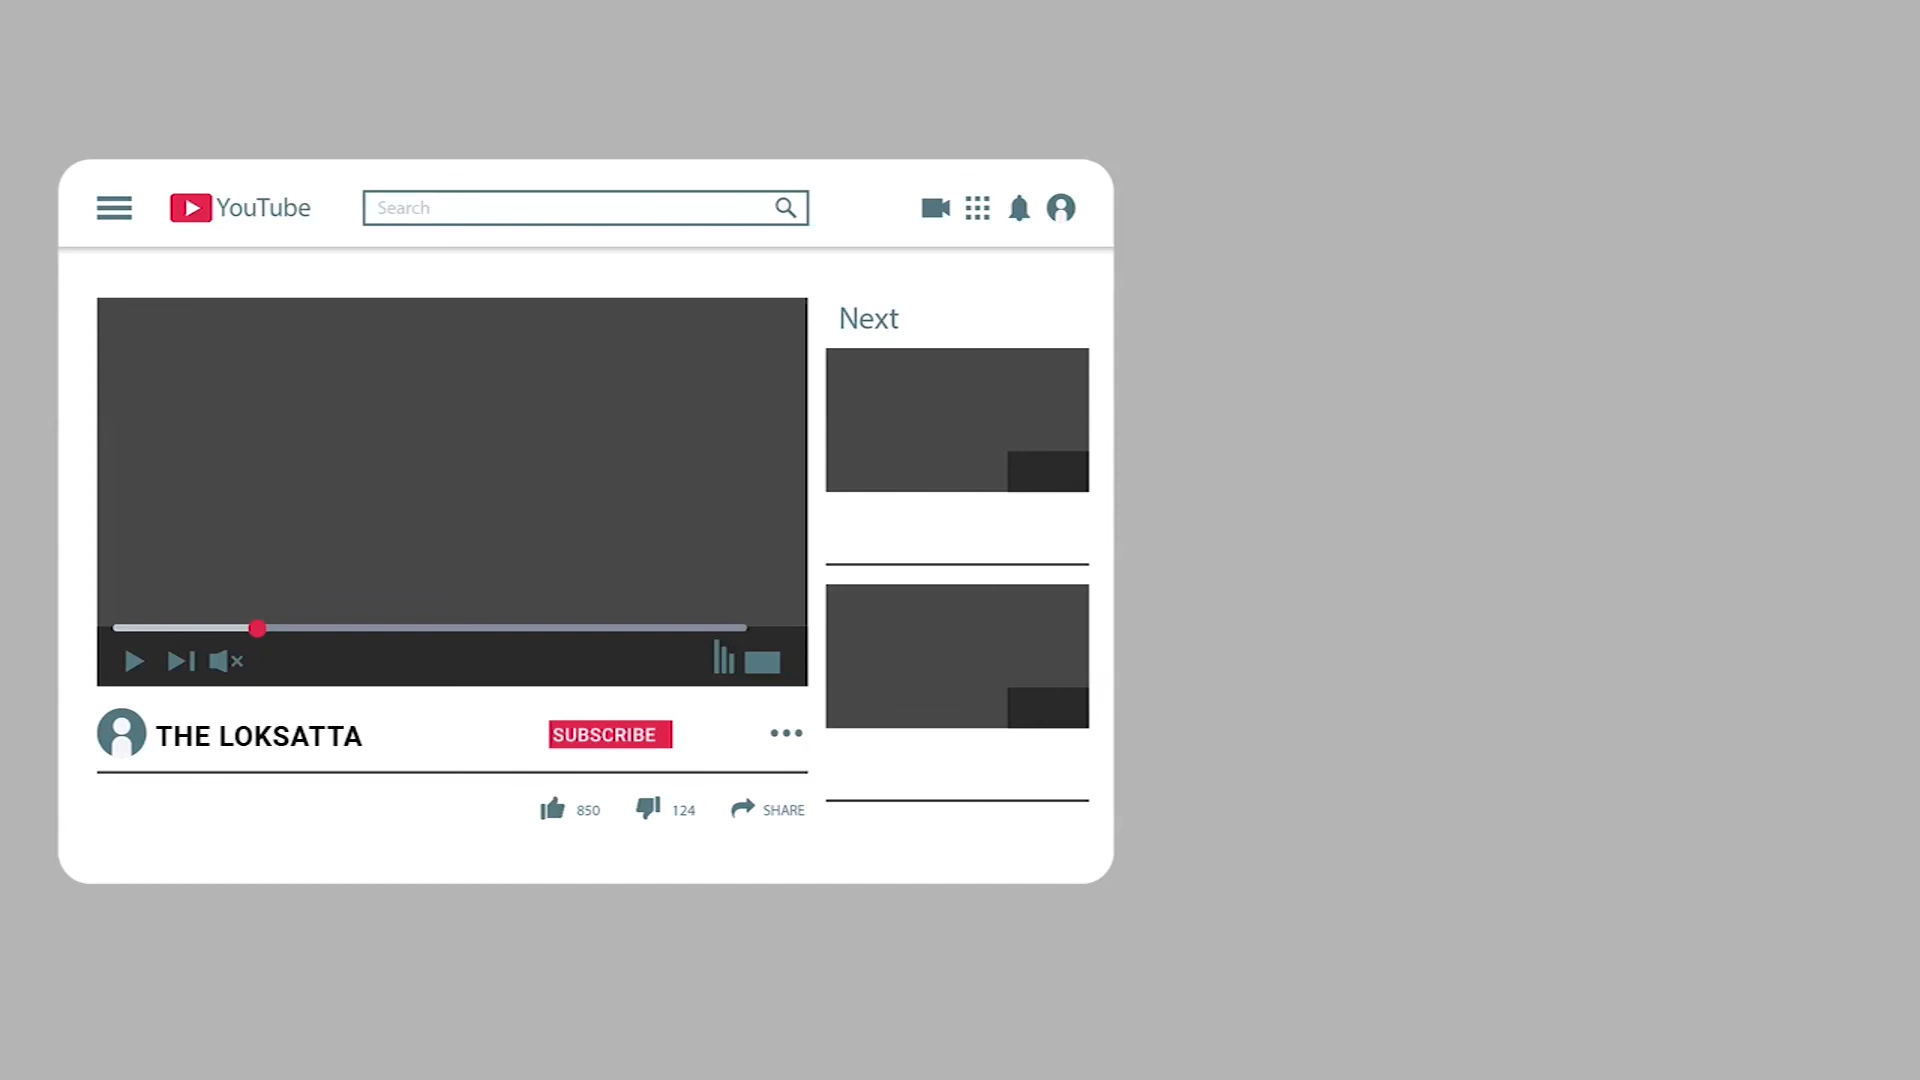 YouTube
Search
Next
THE LOKSATTA
SUBSCRIBE
850
124
SHARE